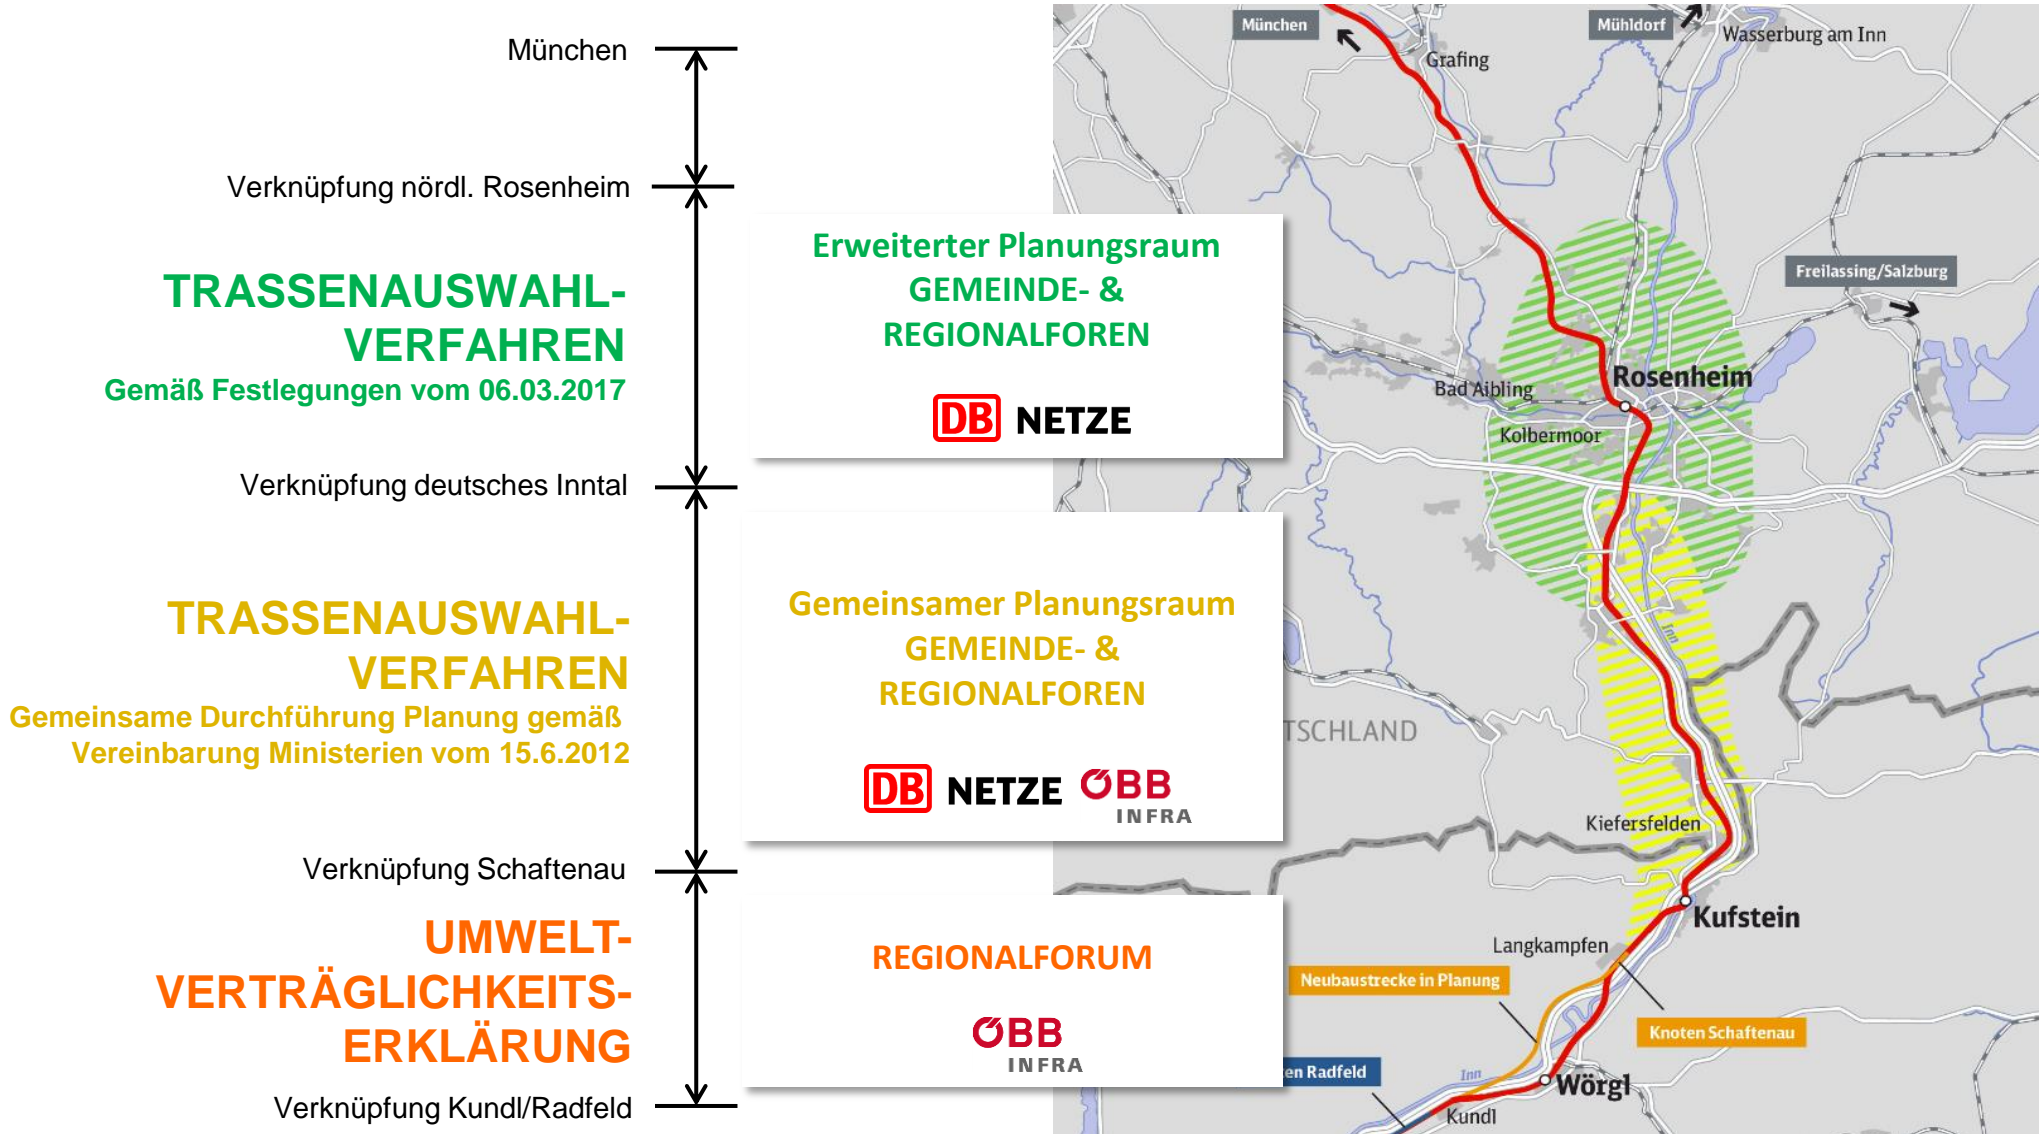 München
Verknüpfung nördl. Rosenheim
TRASSENAUSWAHL-
VERFAHREN
Gemäß Festlegungen vom 06.03.2017
Verknüpfung deutsches Inntal
TRASSENAUSWAHL-
VERFAHREN
Gemeinsame Durchführung Planung gemäß
Vereinbarung Ministerien vom 15.6.2012
Verknüpfung Schaftenau
UMWELT-
VERTRÄGLICHKEITS-
ERKLÄRUNG
Verknüpfung Kundl/Radfeld
Erweiterter Planungsraum
GEMEINDE- &
REGIONALFOREN
DB NETZE
Gemeinsamer Planungsraum
GEMEINDE- &
REGIONALFOREN
DB NETZE ÖBB
INFRA
REGIONALFORUM
ÖBB
INFRA
München
Mühldorf
Wasserburg am Inn
Grafing
Freilassing/Salzburg
Rosenheim
Bad Aibling
Kolbermoor
Inn
TSCHLAND
Kiefersfelden
Kufstein
Langkampfen
Neubaustrecke in Planung
Knoten Schaftenau
en Radfeld
Inn
Wörgl
Kundl